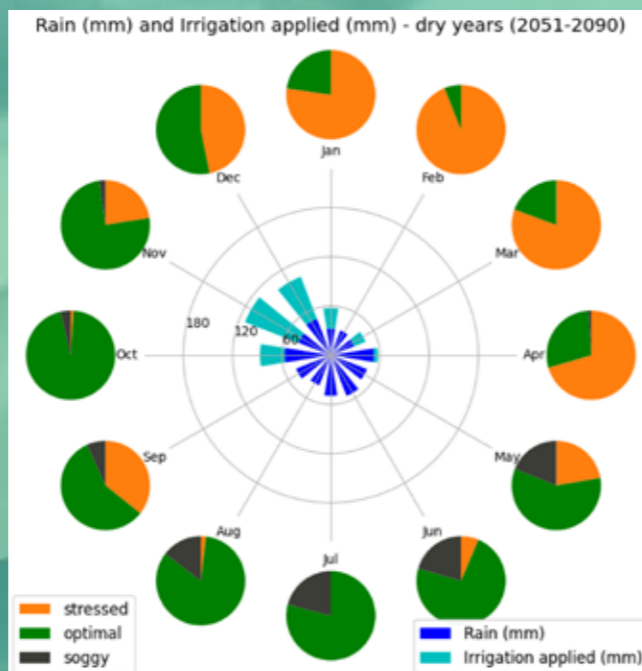 Rain (mm) and Irrigation applied (mm) - dry years (2051-2090)
Jan
Dec
Feb
Nov
Mar
180
120
60
Oct
Apr
Sep
May
Aug
Jun
Jul
stressed
optimal
soggy
Rain (mm)
Irrigation applied (mm)